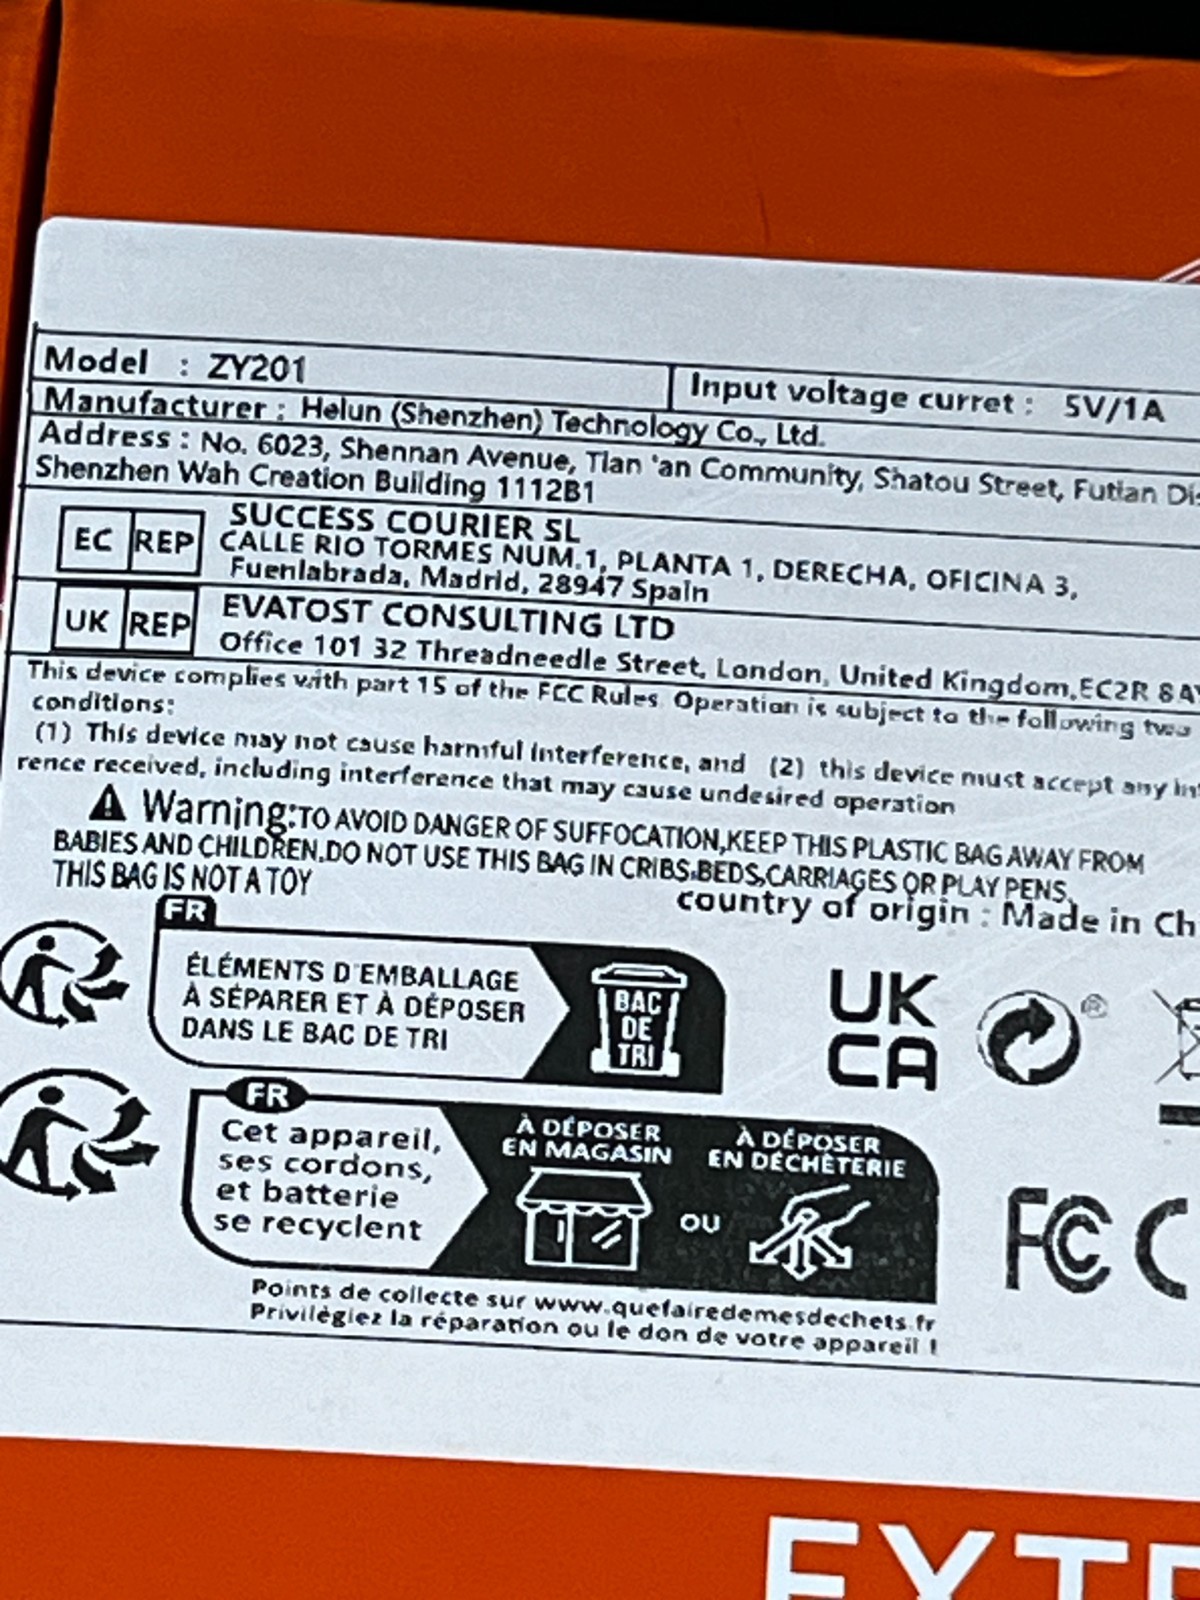 Model : ZY201
Input voltage curret : 5V/1A
Manufacturer : Helun (Shenzhen) Technology Co., Ltd.
Address : No. 6023, Shennan Avenue, Tian 'an Community, Shatou Street, Futian Dis
Shenzhen Wah Creation Building 1112B1
EC REP
SUCCESS COURIER SL
CALLE RIO TORMES NUM.1, PLANTA 1, DERECHA, OFICINA 3,
Fuenlabrada, Madrid, 28947 Spain
UK REP
EVATOST CONSULTING LTD
Office 101 32 Threadneedle Street, London, United Kingdom,EC2R 8AY
This device complies with part 15 of the FCC Rules. Operation is subject to the following two
conditions:
(1) This device may not cause harmful interference, and (2) this device must accept any int
rence received, including interference that may cause undesired operation
Warning:TO AVOID DANGER OF SUFFOCATION,KEEP THIS PLASTIC BAG AWAY FROM
BABIES AND CHILDREN.DO NOT USE THIS BAG IN CRIBS,BEDS,CARRIAGES OR PLAY PENS.
THIS BAG IS NOT A TOY
country of origin : Made in Ch
FR
ÉLÉMENTS D'EMBALLAGE
À SÉPARER ET À DÉPOSER
DANS LE BAC DE TRI
BAC
DE
TRI
UK
CA
FR
Cet appareil,
ses cordons,
et batterie
se recyclent
À DÉPOSER
EN MAGASIN
OU
À DÉPOSER
EN DÉCHÈTERIE
FC
Points de collecte sur www.quefairedemesdechets.fr
Privilégiez la réparation ou le don de votre appareil !
EXTR